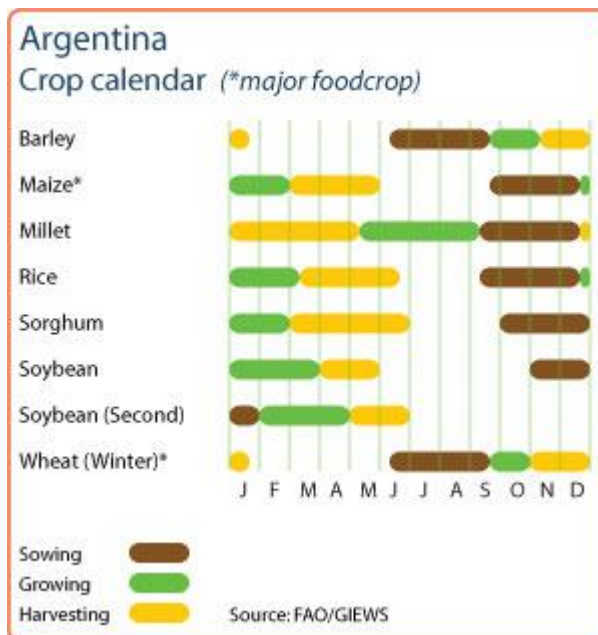 Argentina
Crop calendar (*major foodcrop)
Barley
Maize*
Millet
Rice
Sorghum
Soybean
Soybean (Second)
Wheat (Winter)*
J F M A M J J A S O N D
Sowing
Growing
Harvesting
Source: FAO/GIEWS